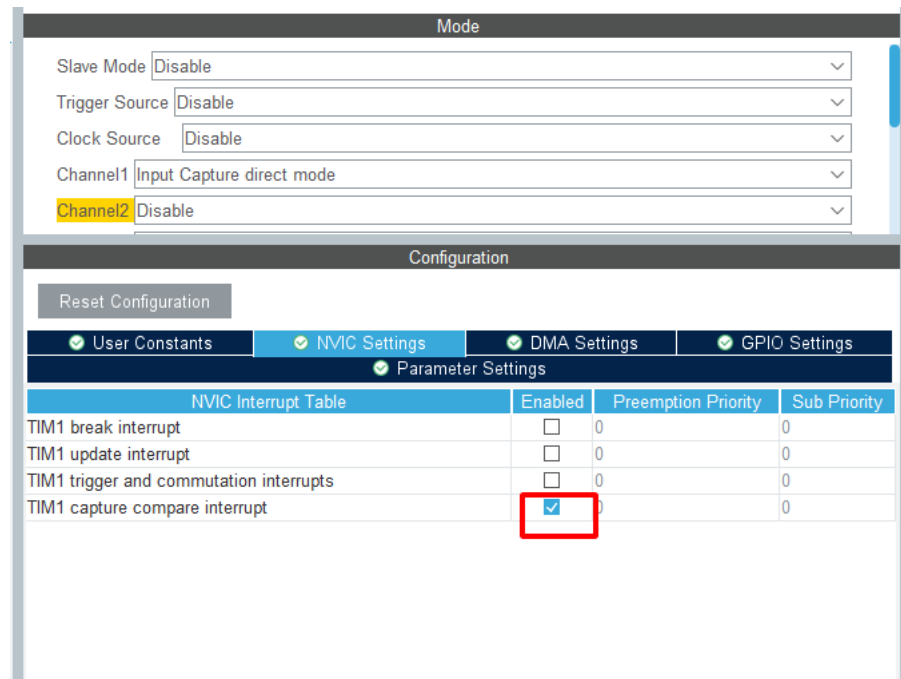 Mode
Slave Mode Disable
Trigger Source Disable
Clock Source Disable
Channel1 Input Capture direct mode
Channel2 Disable
Configuration
Reset Configuration
User Constants NVIC Settings DMA Settings GPIO Settings
Parameter Settings
NVIC Interrupt Table Enabled Preemption Priority Sub Priority
TIM1 break interrupt 0 0
TIM1 update interrupt 0 0
TIM1 trigger and commutation interrupts 0 0
TIM1 capture compare interrupt 0 0